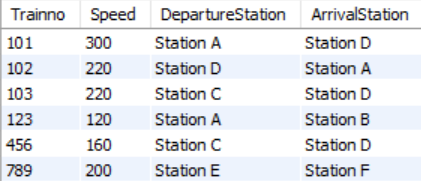 Trainno Speed DepartureStation ArrivalStation
101 300 Station A Station D
102 220 Station D Station A
103 220 Station C Station D
123 120 Station A Station B
456 160 Station C Station D
789 200 Station E Station F